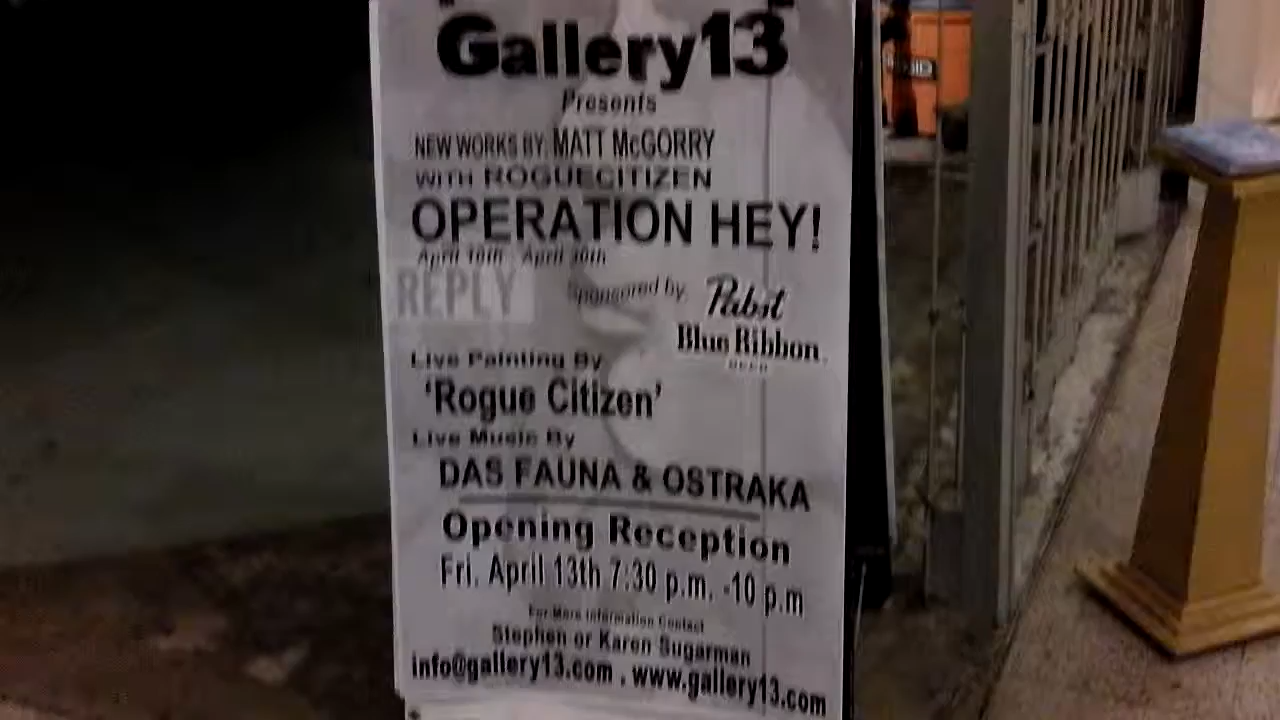 Gallery13
Presents
NEW WORKS BY: MATT McGORRY
WITH ROGUECITIZEN
OPERATION HEY!
April - April
REPLY
Sponsored by
Pabst
Blue Ribbon
BEER
Live Painting By
'Rogue Citizen'
Live Music By
DAS FAUNA & OSTRAKA
Opening Reception
Fri. April 13th 7:30 p.m. -10 p.m
For More Information Contact
Stephen or Karen Sugarman
info@gallery13.com . www.gallery13.com